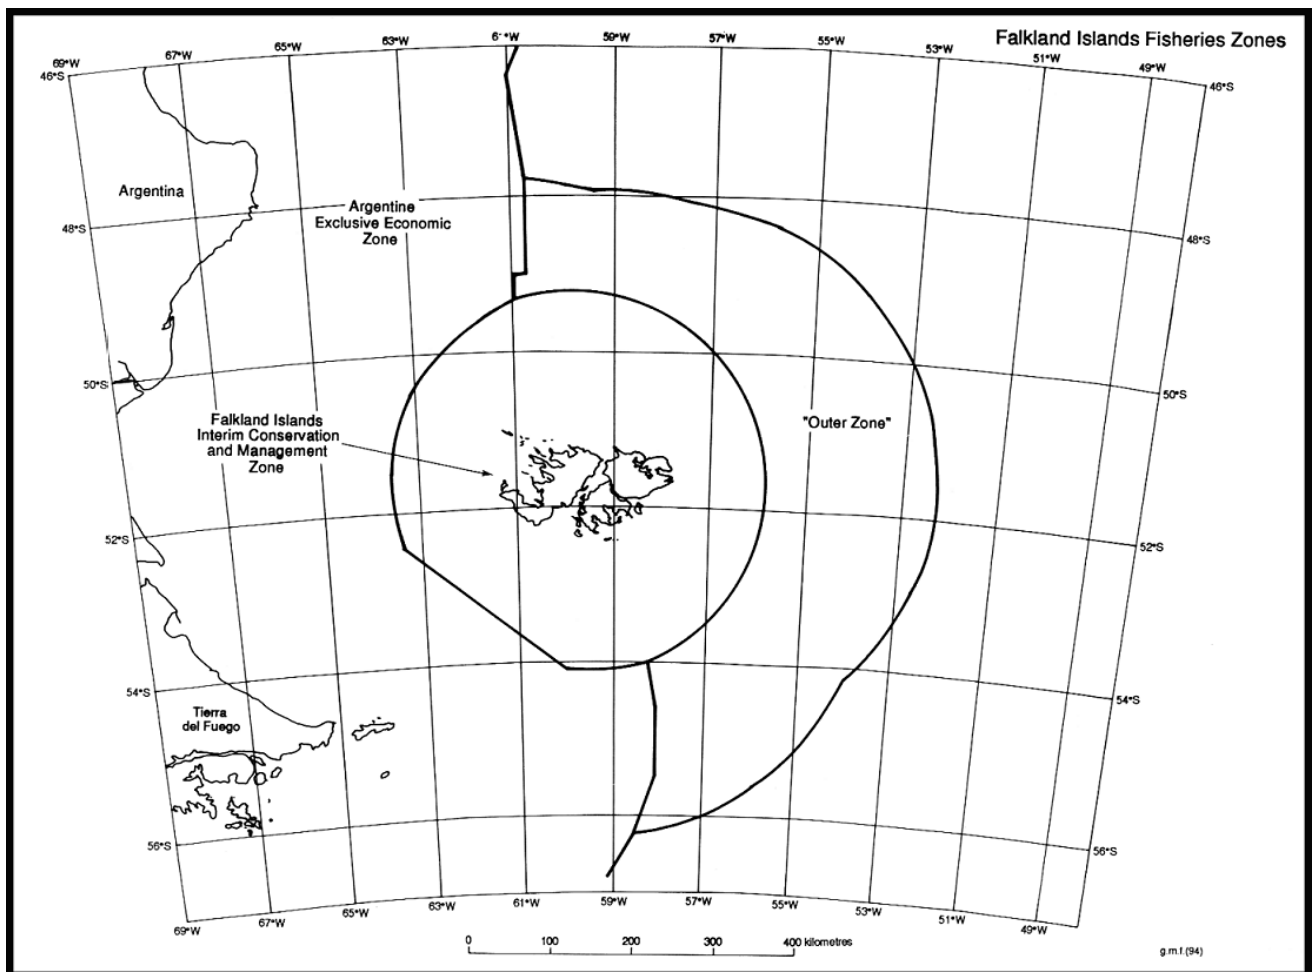 Falkland Islands Fisheries Zones
69°W 67°W 65°W 63°W 61°W 59°W 57°W 55°W 53°W 51°W 49°W
46°S 46°S
Argentina
Argentine
Exclusive Economic
Zone
48°S 48°S
50°S 50°S
Falkland Islands
Interim Conservation
and Management
Zone
"Outer Zone"
52°S 52°S
54°S 54°S
Tierra
del Fuego
56°S 56°S
69°W 67°W 65°W 63°W 61°W 59°W 57°W 55°W 53°W 51°W 49°W
0 100 200 300 400 kilometres
g.m.f.(94)